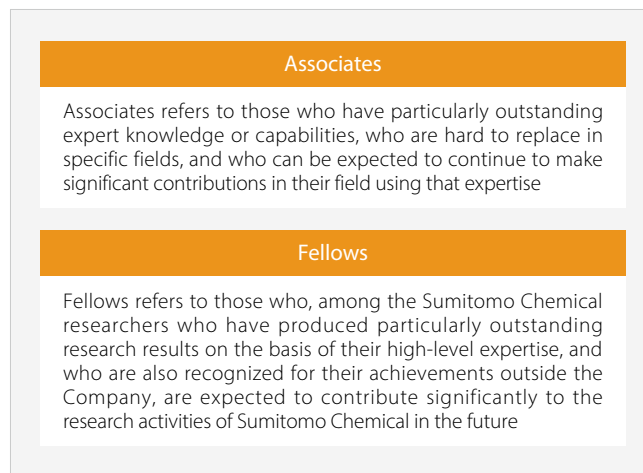 Associates
Associates refers to those who have particularly outstanding
expert knowledge or capabilities, who are hard to replace in
specific fields, and who can be expected to continue to make
significant contributions in their field using that expertise
Fellows
Fellows refers to those who, among the Sumitomo Chemical
researchers who have produced particularly outstanding
research results on the basis of their high-level expertise, and
who are also recognized for their achievements outside the
Company, are expected to contribute significantly to the
research activities of Sumitomo Chemical in the future